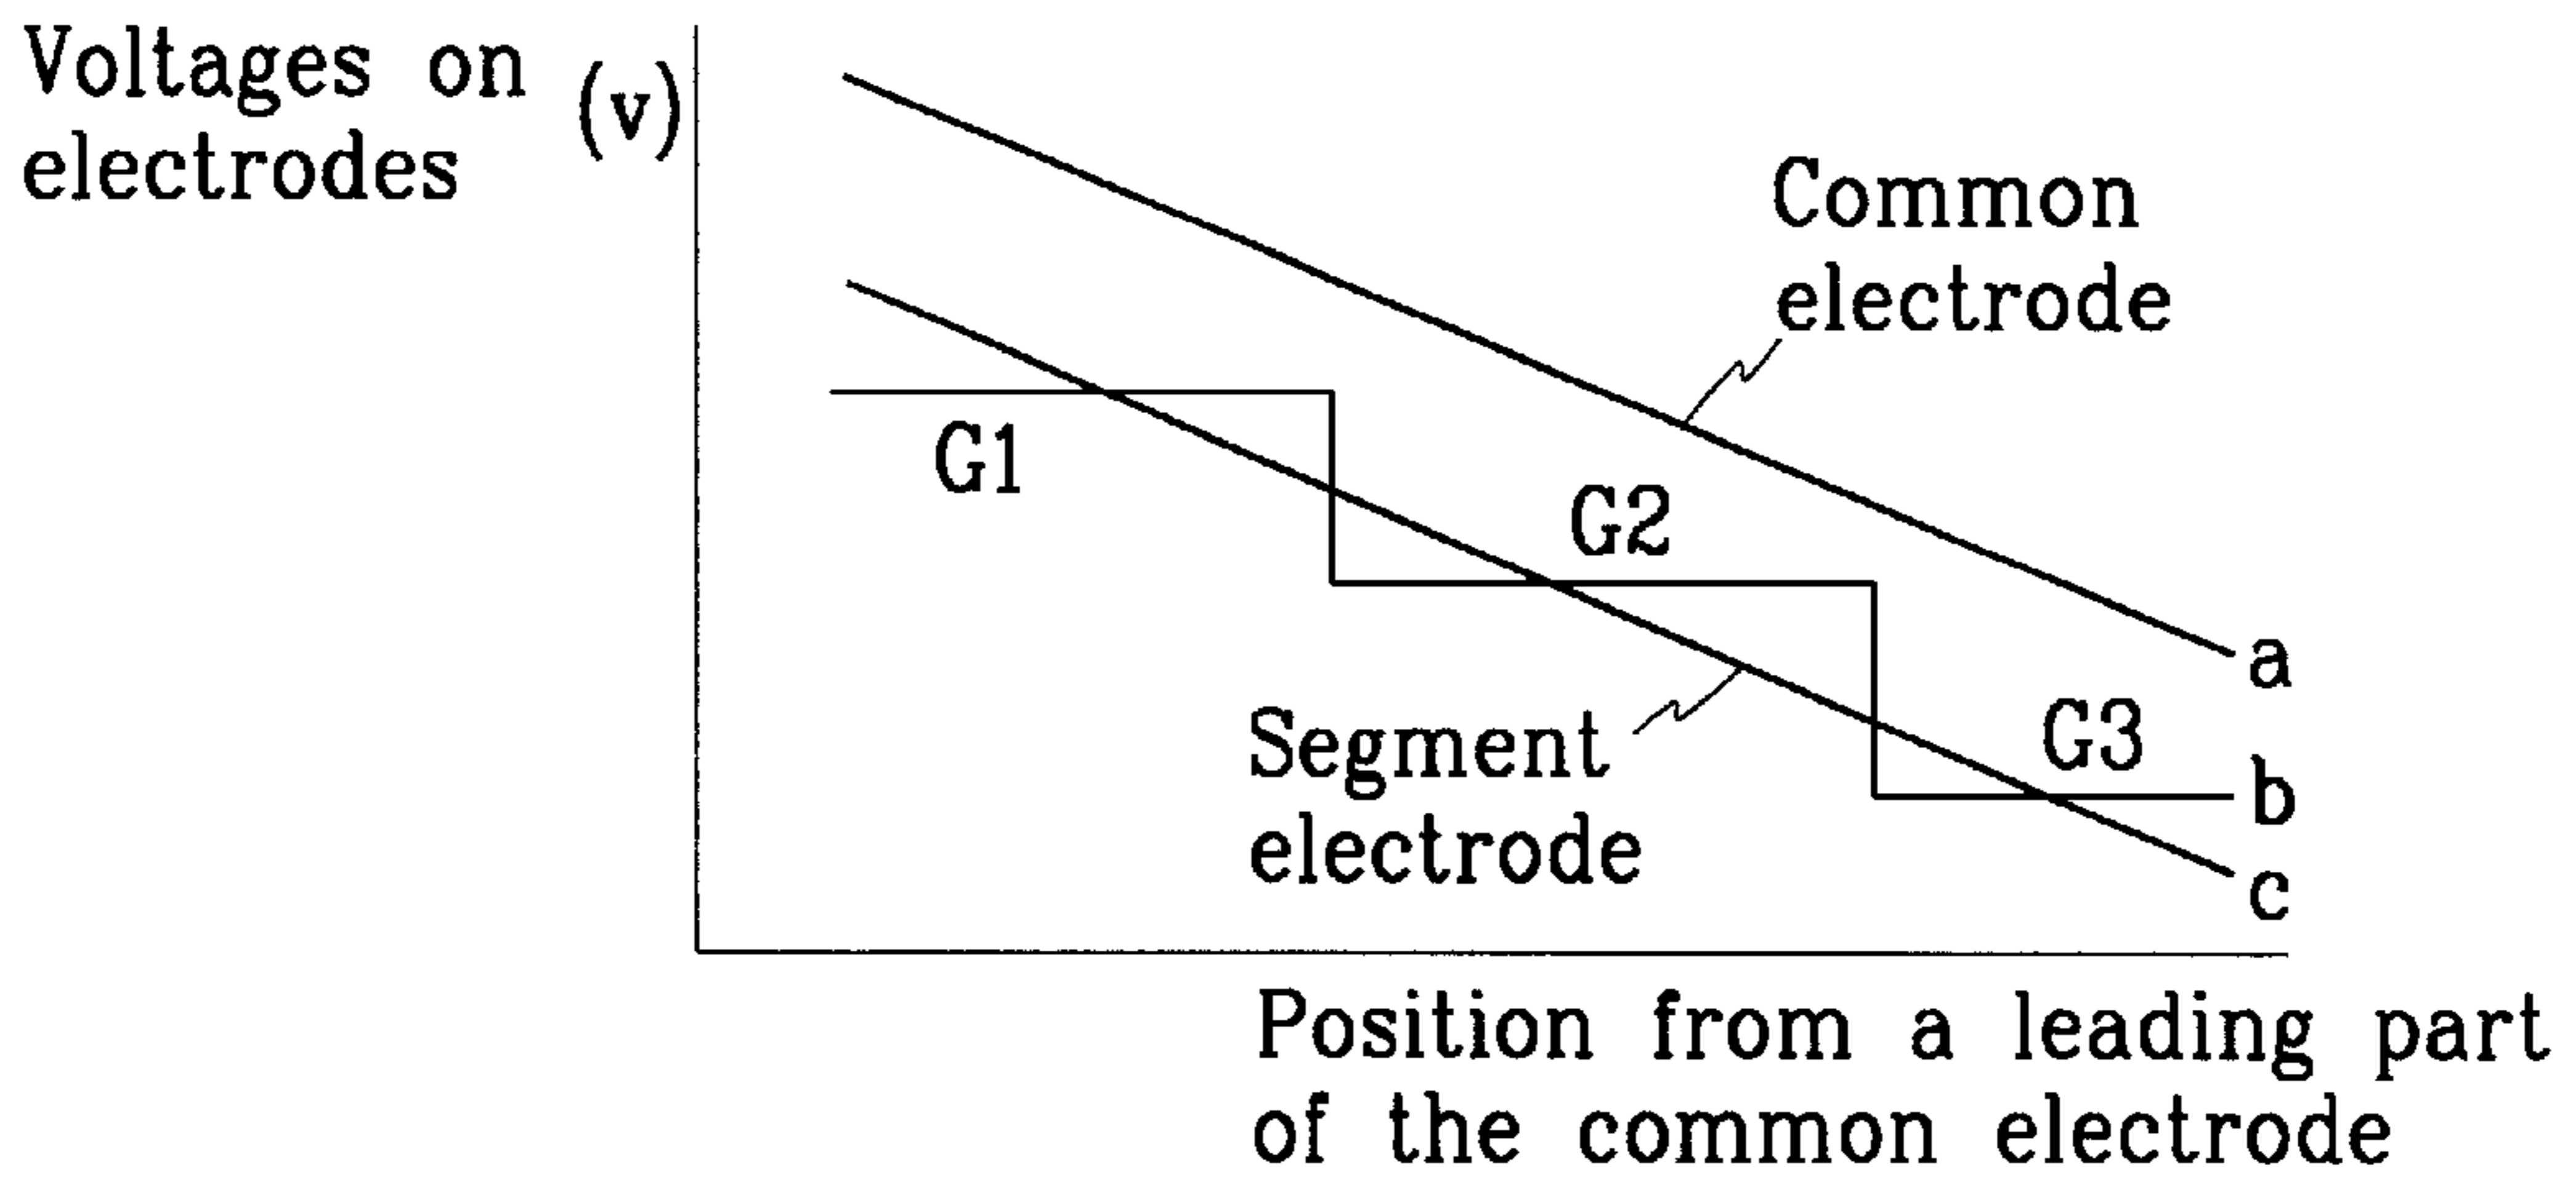 Voltages on
electrodes
(v)
Common
electrode
G1
G2
a
Segment
electrode
G3
b
c
Position from a leading part
of the common electrode